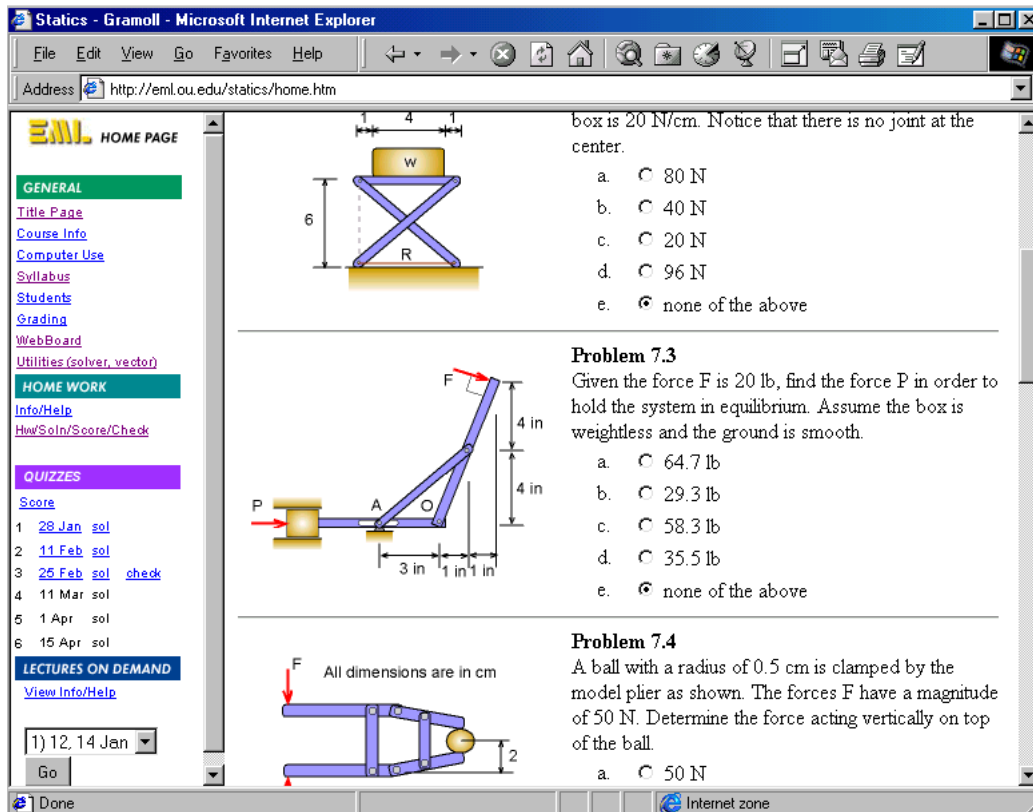 Statics - Gramoll - Microsoft Internet Explorer
File Edit View Go Favorites Help
Address http://eml.ou.edu/statics/home.htm
EML HOME PAGE
GENERAL
Title Page
Course Info
Computer Use
Syllabus
Students
Grading
WebBoard
Utilities (solver, vector)
HOME WORK
Info/Help
Hw/Soln/Score/Check
QUIZZES
Score
1 28 Jan sol
2 11 Feb sol
3 25 Feb sol check
4 11 Mar sol
5 1 Apr sol
6 15 Apr sol
LECTURES ON DEMAND
View Info/Help
1) 12, 14 Jan
Go
1 4 1
W
6
R
box is 20 N/cm. Notice that there is no joint at the
center.
a. 80 N
b. 40 N
c. 20 N
d. 96 N
e. none of the above
F
4 in
4 in
P A O
3 in 1 in 1 in
Problem 7.3
Given the force F is 20 lb, find the force P in order to
hold the system in equilibrium. Assume the box is
weightless and the ground is smooth.
a. 64.7 lb
b. 29.3 lb
c. 58.3 lb
d. 35.5 lb
e. none of the above
F All dimensions are in cm
2
Problem 7.4
A ball with a radius of 0.5 cm is clamped by the
model plier as shown. The forces F have a magnitude
of 50 N. Determine the force acting vertically on top
of the ball.
a. 50 N
Done Internet zone